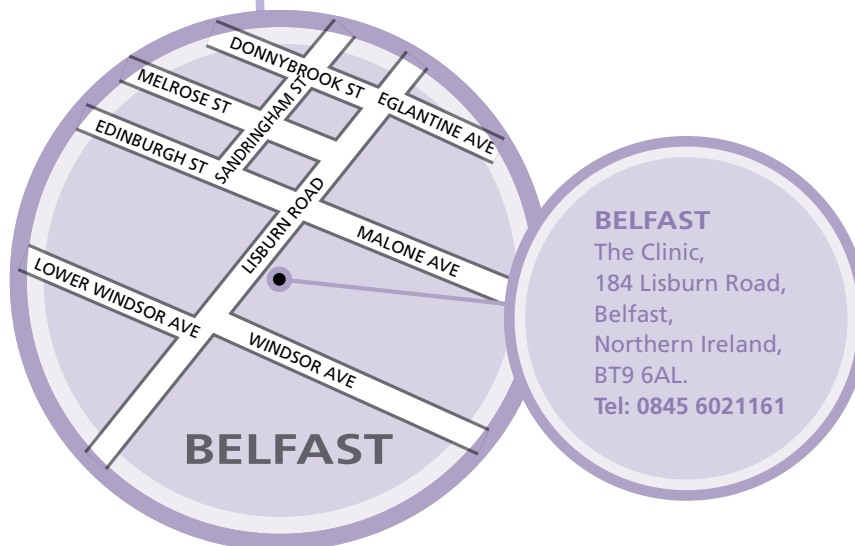 DONNYBROOK ST
MELROSE ST
SANDRINGHAM ST
EGLANTINE AVE
EDINBURGH ST
LISBURN ROAD
MALONE AVE
LOWER WINDSOR AVE
WINDSOR AVE
BELFAST
BELFAST
The Clinic,
184 Lisburn Road,
Belfast,
Northern Ireland,
BT9 6AL.
Tel: 0845 6021161